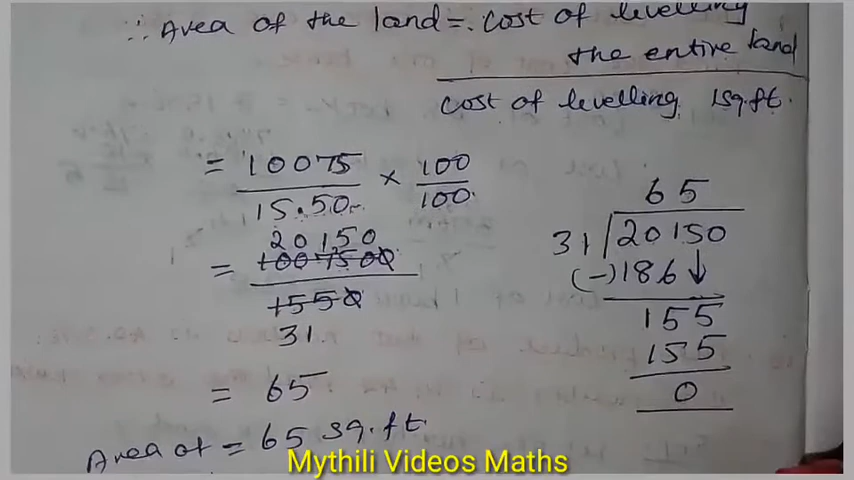 ∴ Area of the land = cost of levelling
the entire land
cost of levelling 1sq.ft.
= 10075 / 15.50 × 100 / 100
20150
= 1007500 / 1550
31
= 65
Area of = 65 sq.ft.
65
31 ) 20150
(-) 186 ↓
155
155
0
Mythili Videos Maths